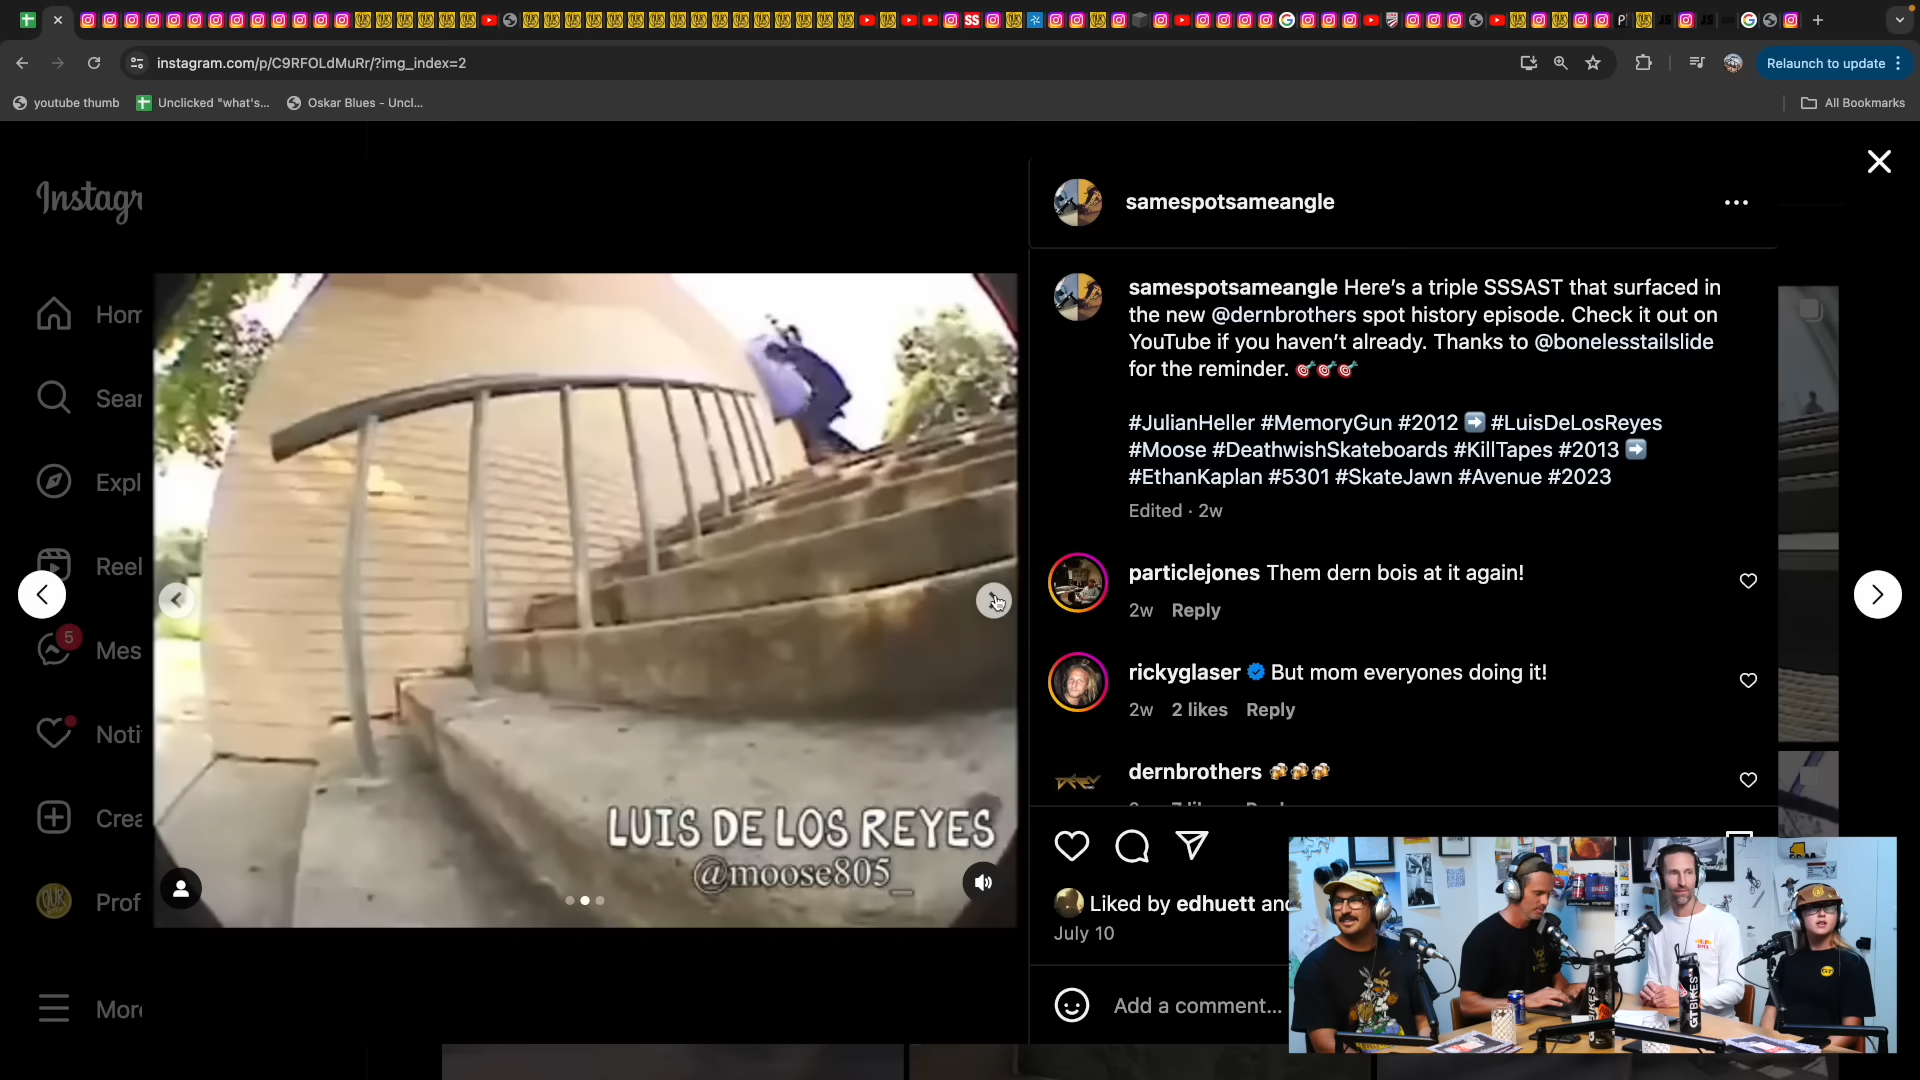 instagram.com/p/C9RFOLdMuRr/?img_index=2
Relaunch to update
youtube thumb
Unclicked "what's...
Oskar Blues - Uncl...
All Bookmarks
Instagr
Hom
Sear
Expl
Reel
5
Mes
Noti
Crea
Prof
More
samespotsameangle
samespotsameangle Here's a triple SSSAST that surfaced in
the new @dernbrothers spot history episode. Check it out on
YouTube if you haven't already. Thanks to @bonelesstailslide
for the reminder. 🎯🎯🎯
#JulianHeller #MemoryGun #2012 ➡️ #LuisDeLosReyes
#Moose #DeathwishSkateboards #KillTapes #2013 ➡️
#EthanKaplan #5301 #SkateJawn #Avenue #2023
Edited · 2w
particlejones Them dern bois at it again!
2w Reply
rickyglaser But mom everyones doing it!
2w 2 likes Reply
dernbrothers 🍻🍻🍻
LUIS DE LOS REYES
@moose805_
Liked by edhuett and
July 10
Add a comment...
GT BIKES